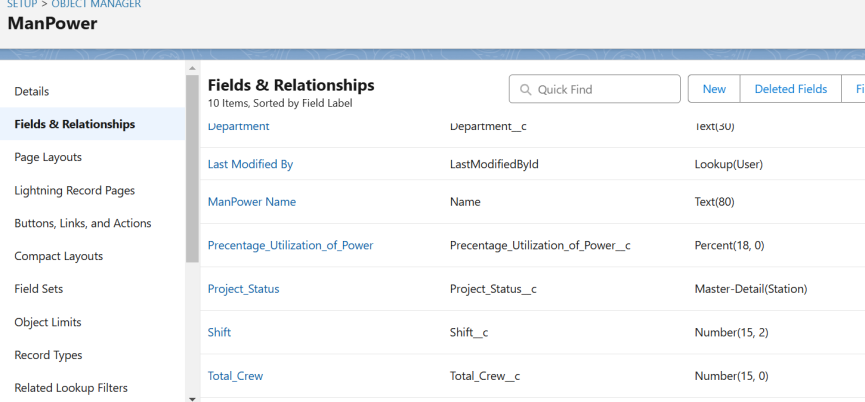 SETUP > OBJECT MANAGER
ManPower
Details
Fields & Relationships
Page Layouts
Lightning Record Pages
Buttons, Links, and Actions
Compact Layouts
Field Sets
Object Limits
Record Types
Related Lookup Filters
Fields & Relationships
10 Items, Sorted by Field Label
Quick Find
New
Deleted Fields
Fi
Department Department__c Text(30)
Last Modified By LastModifiedById Lookup(User)
ManPower Name Name Text(80)
Precentage_Utilization_of_Power Precentage_Utilization_of_Power__c Percent(18, 0)
Project_Status Project_Status__c Master-Detail(Station)
Shift Shift__c Number(15, 2)
Total_Crew Total_Crew__c Number(15, 0)